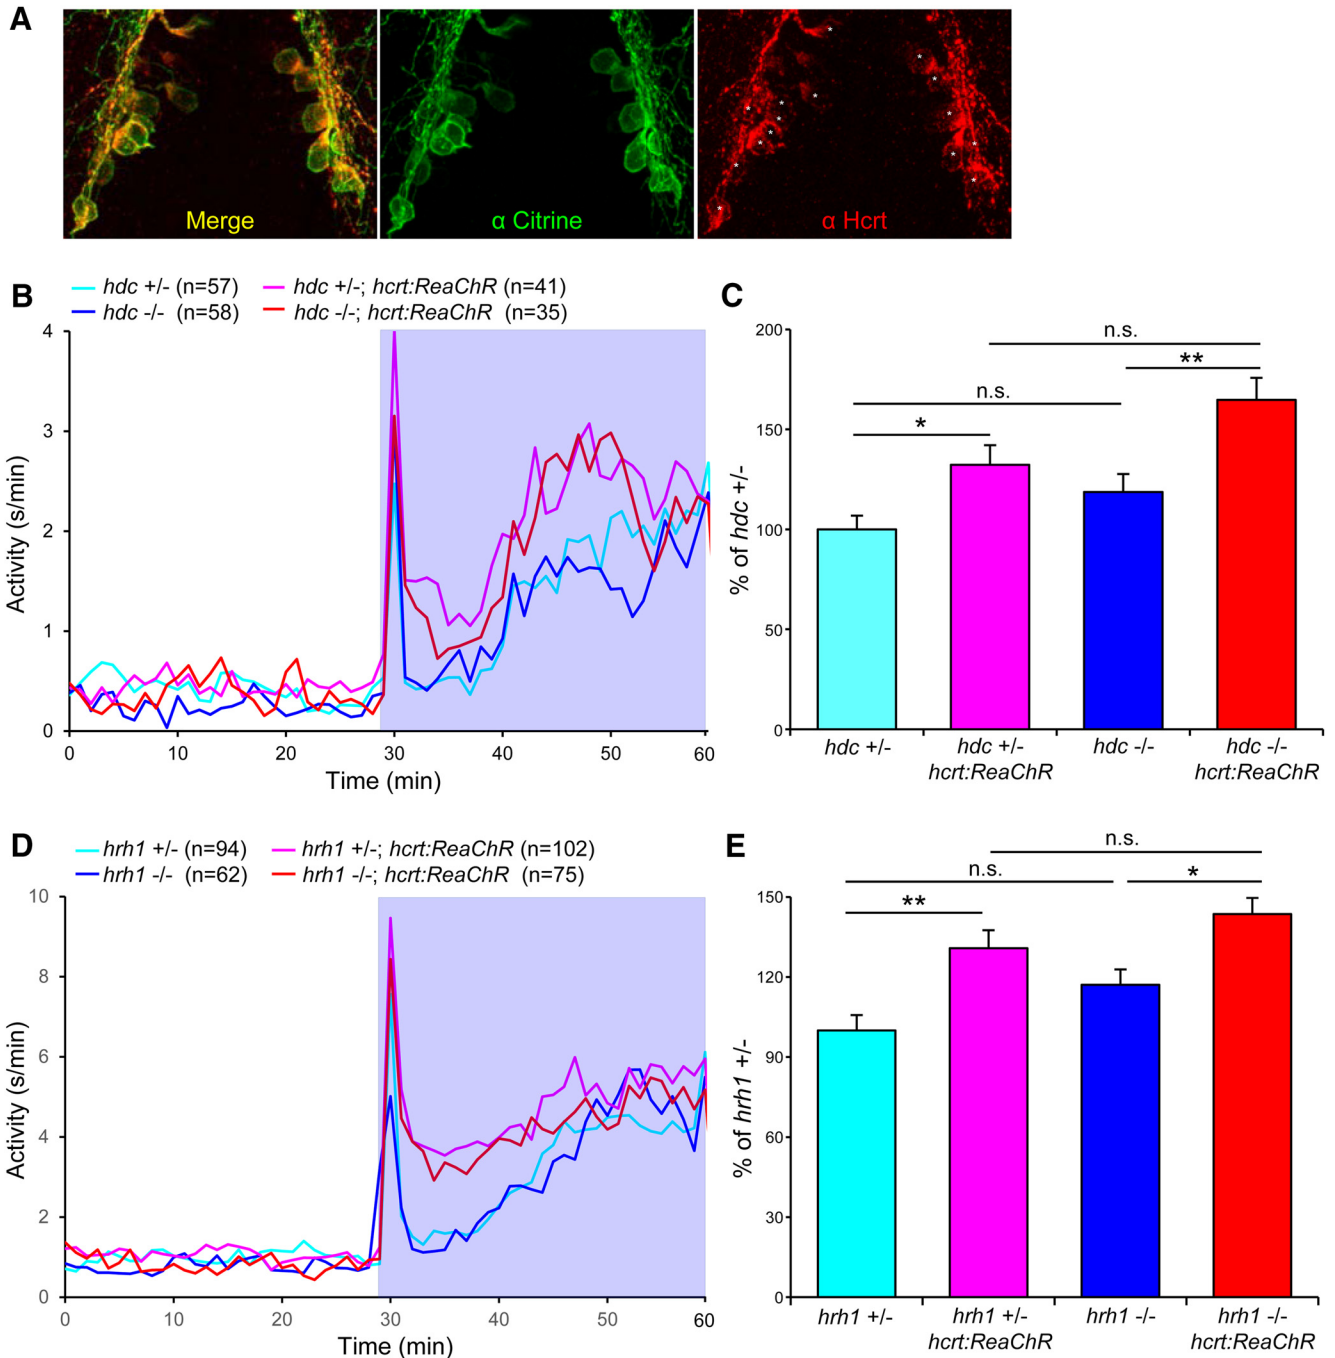 A
Merge
α Citrine
α Hcrt
B
hdc +/- (n=57)
hdc +/-; hcrt:ReaChR (n=41)
hdc -/- (n=58)
hdc -/-; hcrt:ReaChR (n=35)
4
3
2
1
0
Activity (s/min)
0 10 20 30 40 50 60
Time (min)
C
200
150
100
50
0
% of hdc +/-
n.s.
**
n.s.
*
hdc +/-
hdc +/-
hcrt:ReaChR
hdc -/-
hdc -/-
hcrt:ReaChR
D
hrh1 +/- (n=94)
hrh1 +/-; hcrt:ReaChR (n=102)
hrh1 -/- (n=62)
hrh1 -/-; hcrt:ReaChR (n=75)
10
8
6
4
2
0
Activity (s/min)
0 10 20 30 40 50 60
Time (min)
E
150
120
90
60
30
0
% of hrh1 +/-
n.s.
n.s.
*
**
hrh1 +/-
hrh1 +/-
hcrt:ReaChR
hrh1 -/-
hrh1 -/-
hcrt:ReaChR